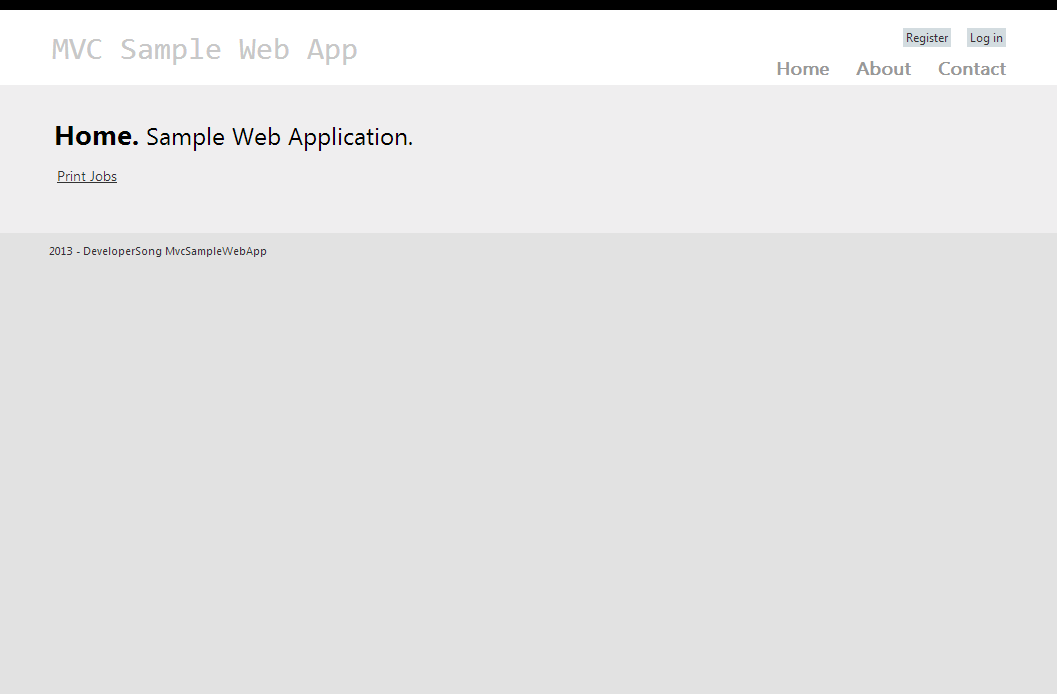 MVC Sample Web App
Register Log in
Home About Contact
Home. Sample Web Application.
Print Jobs
2013 - DeveloperSong MvcSampleWebApp